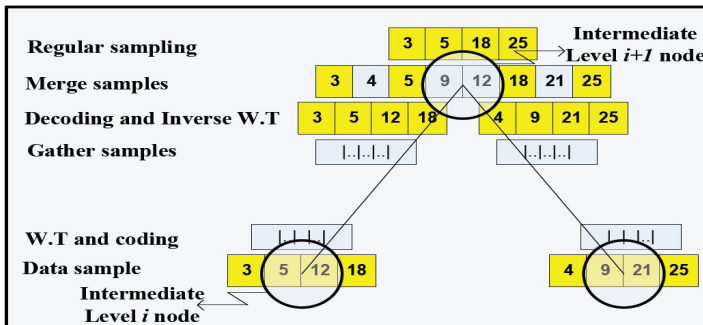 Regular sampling 3 5 18 25 Intermediate
Level i+1 node
Merge samples 3 4 5 9 12 18 21 25
Decoding and Inverse W.T 3 5 12 18 4 9 21 25
Gather samples |..|..|..| |..|..|..|
W.T and coding |..| |..| | | |..|
Data sample 3 5 12 18 4 9 21 25
Intermediate
Level i node